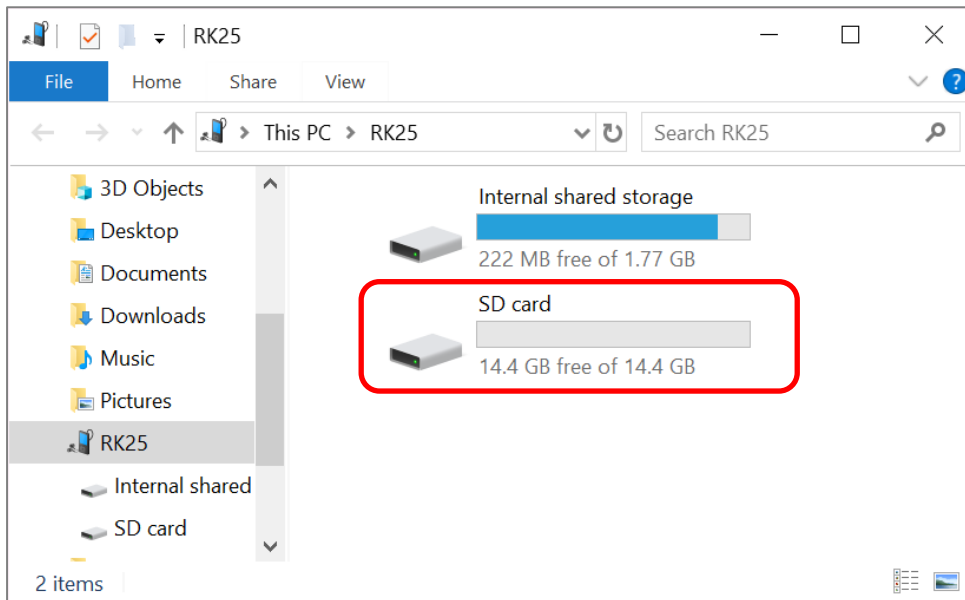 RK25
File Home Share View
?
This PC RK25
Search RK25
3D Objects
Desktop
Documents
Downloads
Music
Pictures
RK25
Internal shared
SD card
Internal shared storage
222 MB free of 1.77 GB
SD card
14.4 GB free of 14.4 GB
2 items